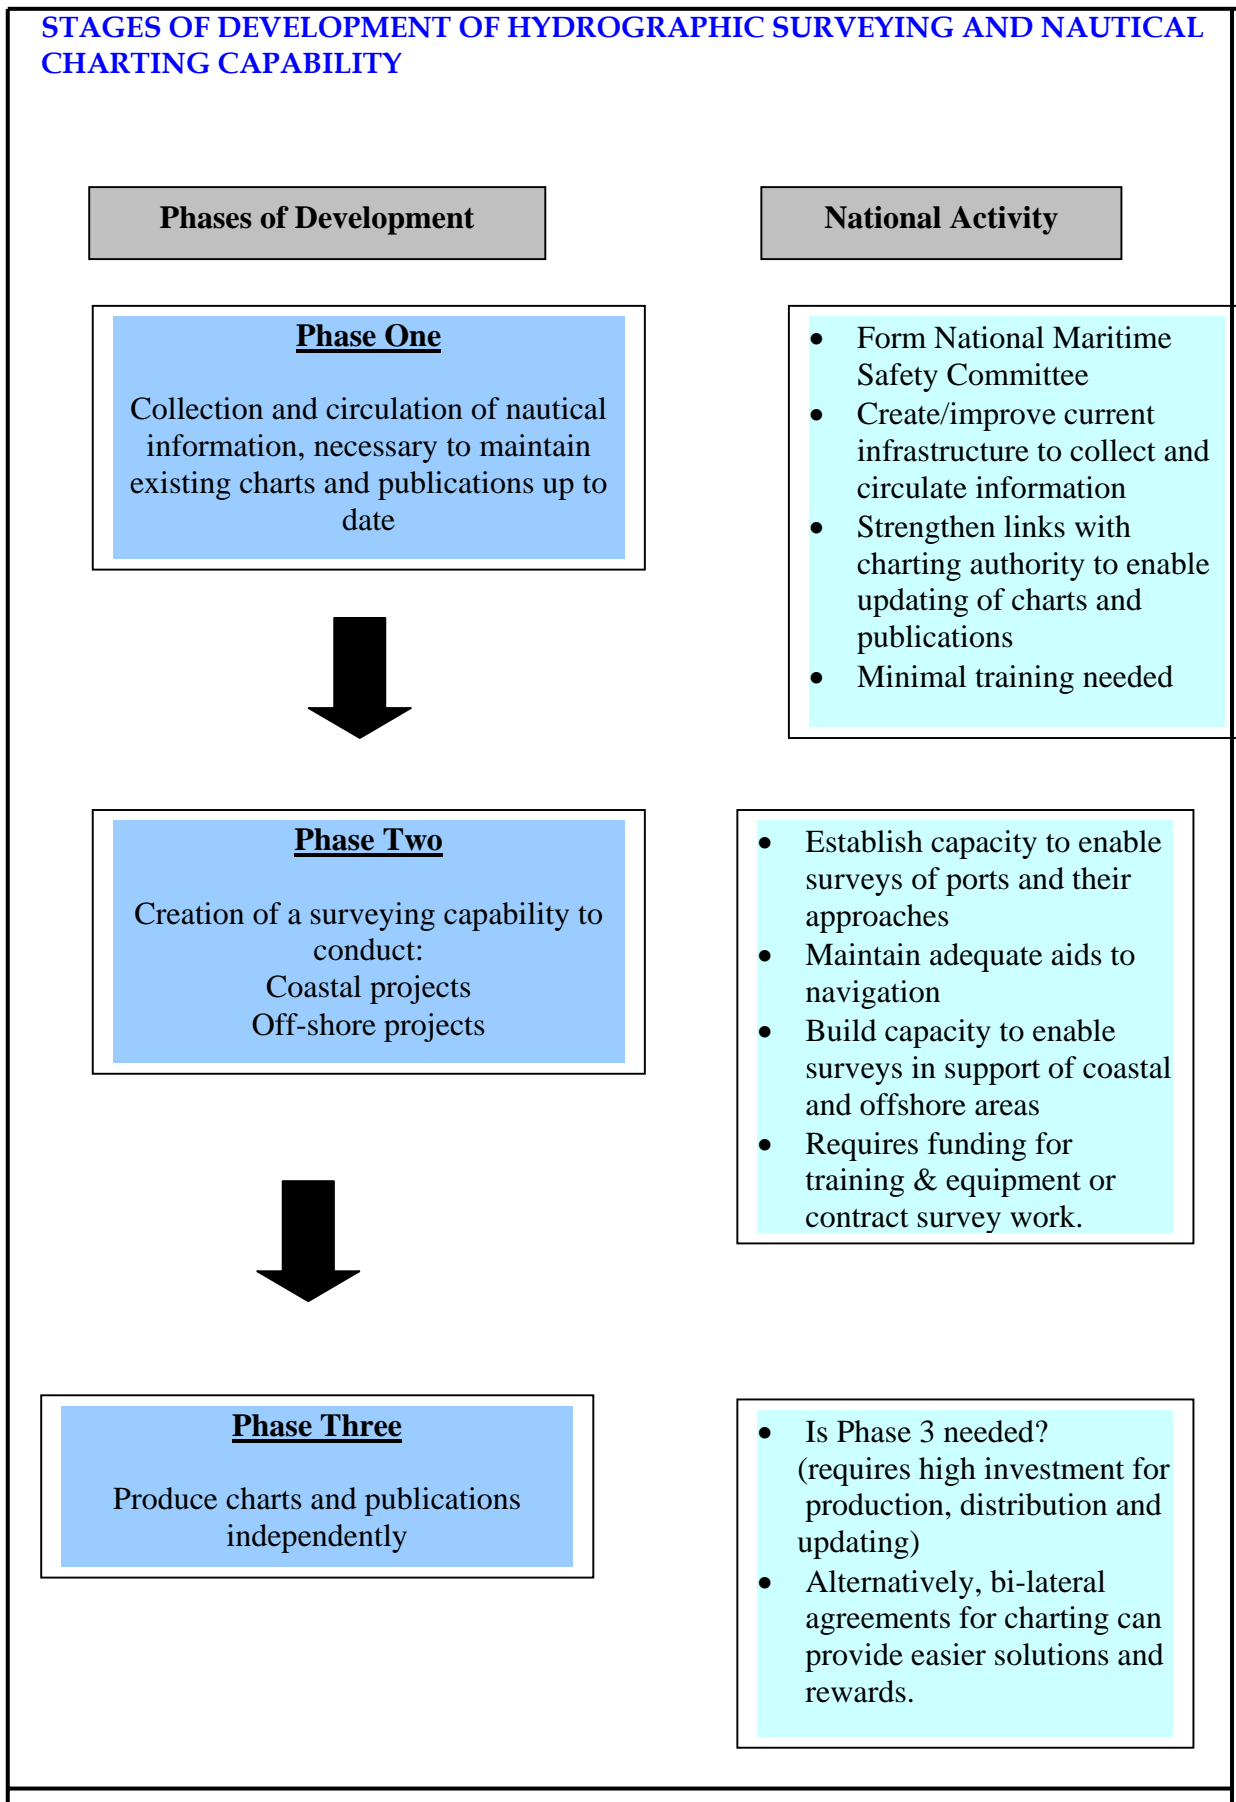 STAGES OF DEVELOPMENT OF HYDROGRAPHIC SURVEYING AND NAUTICAL
CHARTING CAPABILITY
Phases of Development
National Activity
Phase One
Collection and circulation of nautical
information, necessary to maintain
existing charts and publications up to
date
• Form National Maritime
Safety Committee
• Create/improve current
infrastructure to collect and
circulate information
• Strengthen links with
charting authority to enable
updating of charts and
publications
• Minimal training needed
Phase Two
Creation of a surveying capability to
conduct:
Coastal projects
Off-shore projects
• Establish capacity to enable
surveys of ports and their
approaches
• Maintain adequate aids to
navigation
• Build capacity to enable
surveys in support of coastal
and offshore areas
• Requires funding for
training & equipment or
contract survey work.
Phase Three
Produce charts and publications
independently
• Is Phase 3 needed?
(requires high investment for
production, distribution and
updating)
• Alternatively, bi-lateral
agreements for charting can
provide easier solutions and
rewards.